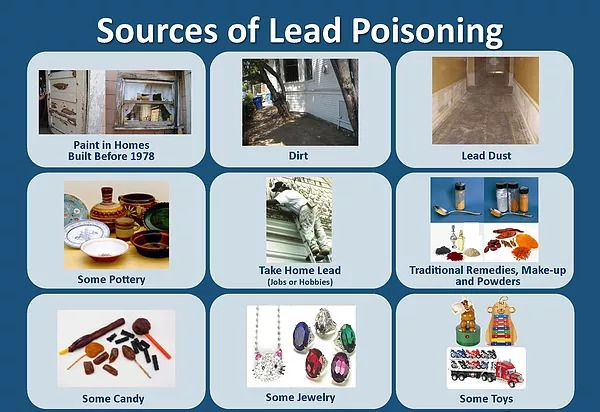 Sources of Lead Poisoning
Paint in Homes
Built Before 1978
Dirt
Lead Dust
Some Pottery
Take Home Lead
(Jobs or Hobbies)
Traditional Remedies, Make-up
and Powders
Some Candy
Some Jewelry
Some Toys